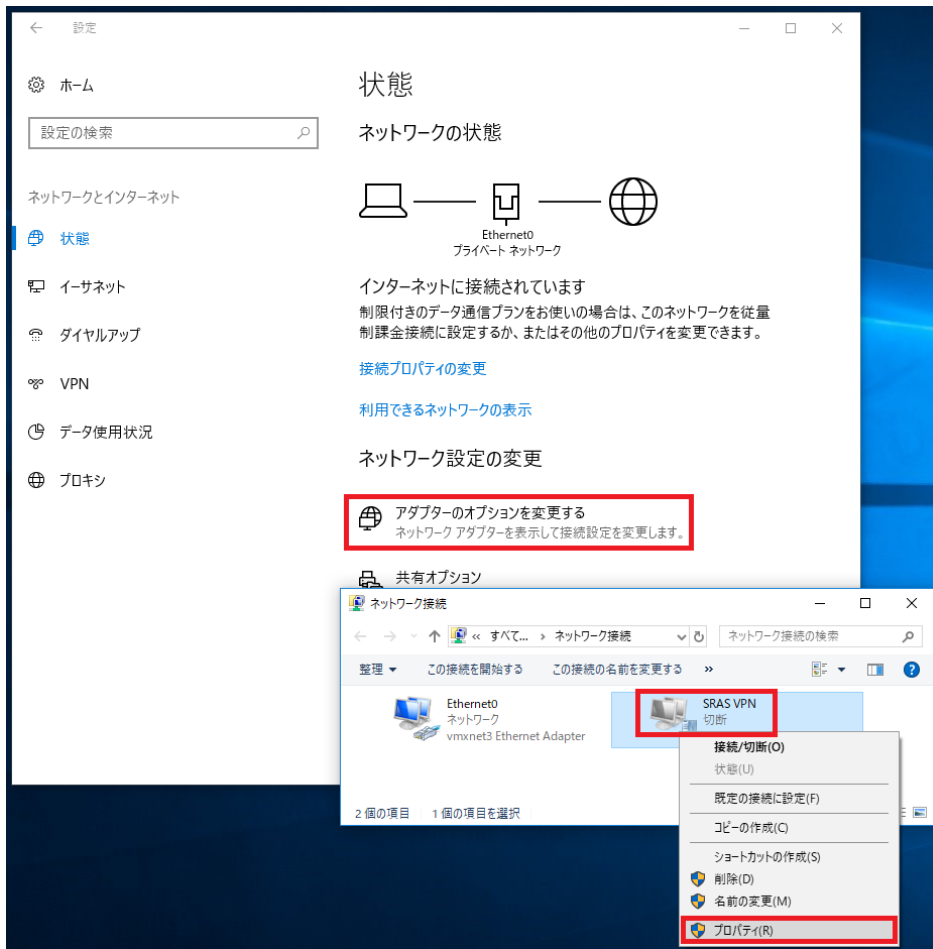 設定
ホーム
設定の検索
ネットワークとインターネット
状態
イーサネット
ダイヤルアップ
VPN
データ使用状況
プロキシ
状態
ネットワークの状態
Ethernet0
プライベート ネットワーク
インターネットに接続されています
制限付きのデータ通信プランをお使いの場合は、このネットワークを従量
制課金接続に設定するか、またはその他のプロパティを変更できます。
接続プロパティの変更
利用できるネットワークの表示
ネットワーク設定の変更
アダプターのオプションを変更する
ネットワーク アダプターを表示して接続設定を変更します。
共有オプション
ネットワーク接続
« すべて... › ネットワーク接続
ネットワーク接続の検索
整理 この接続を開始する この接続の名前を変更する »
Ethernet0
ネットワーク
vmxnet3 Ethernet Adapter
SRAS VPN
切断
接続/切断(O)
状態(U)
既定の接続に設定(F)
コピーの作成(C)
ショートカットの作成(S)
削除(D)
名前の変更(M)
プロパティ(R)
2 個の項目 1 個の項目を選択